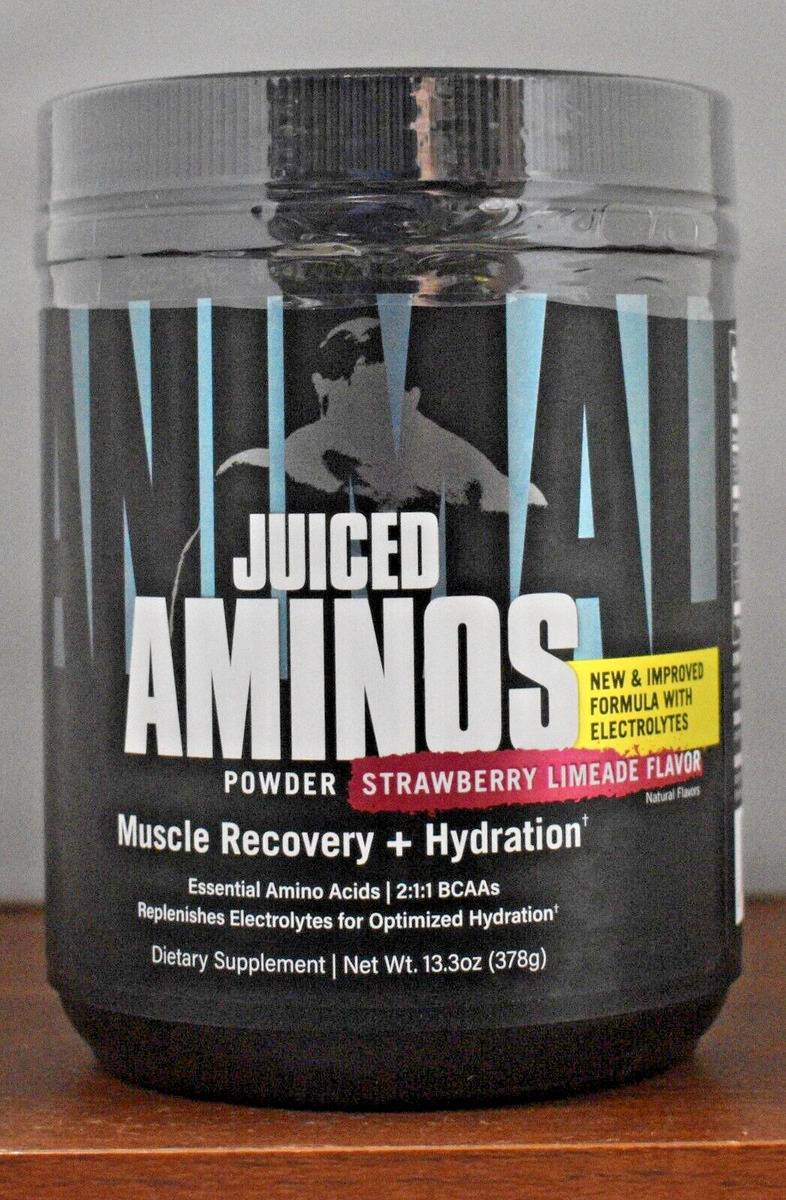 ANIMAL
JUICED
AMINOS
NEW & IMPROVED
FORMULA WITH
ELECTROLYTES
POWDER STRAWBERRY LIMEADE FLAVOR
Natural Flavors
Muscle Recovery + Hydration†
Essential Amino Acids | 2:1:1 BCAAs
Replenishes Electrolytes for Optimized Hydration†
Dietary Supplement | Net Wt. 13.3oz (378g)